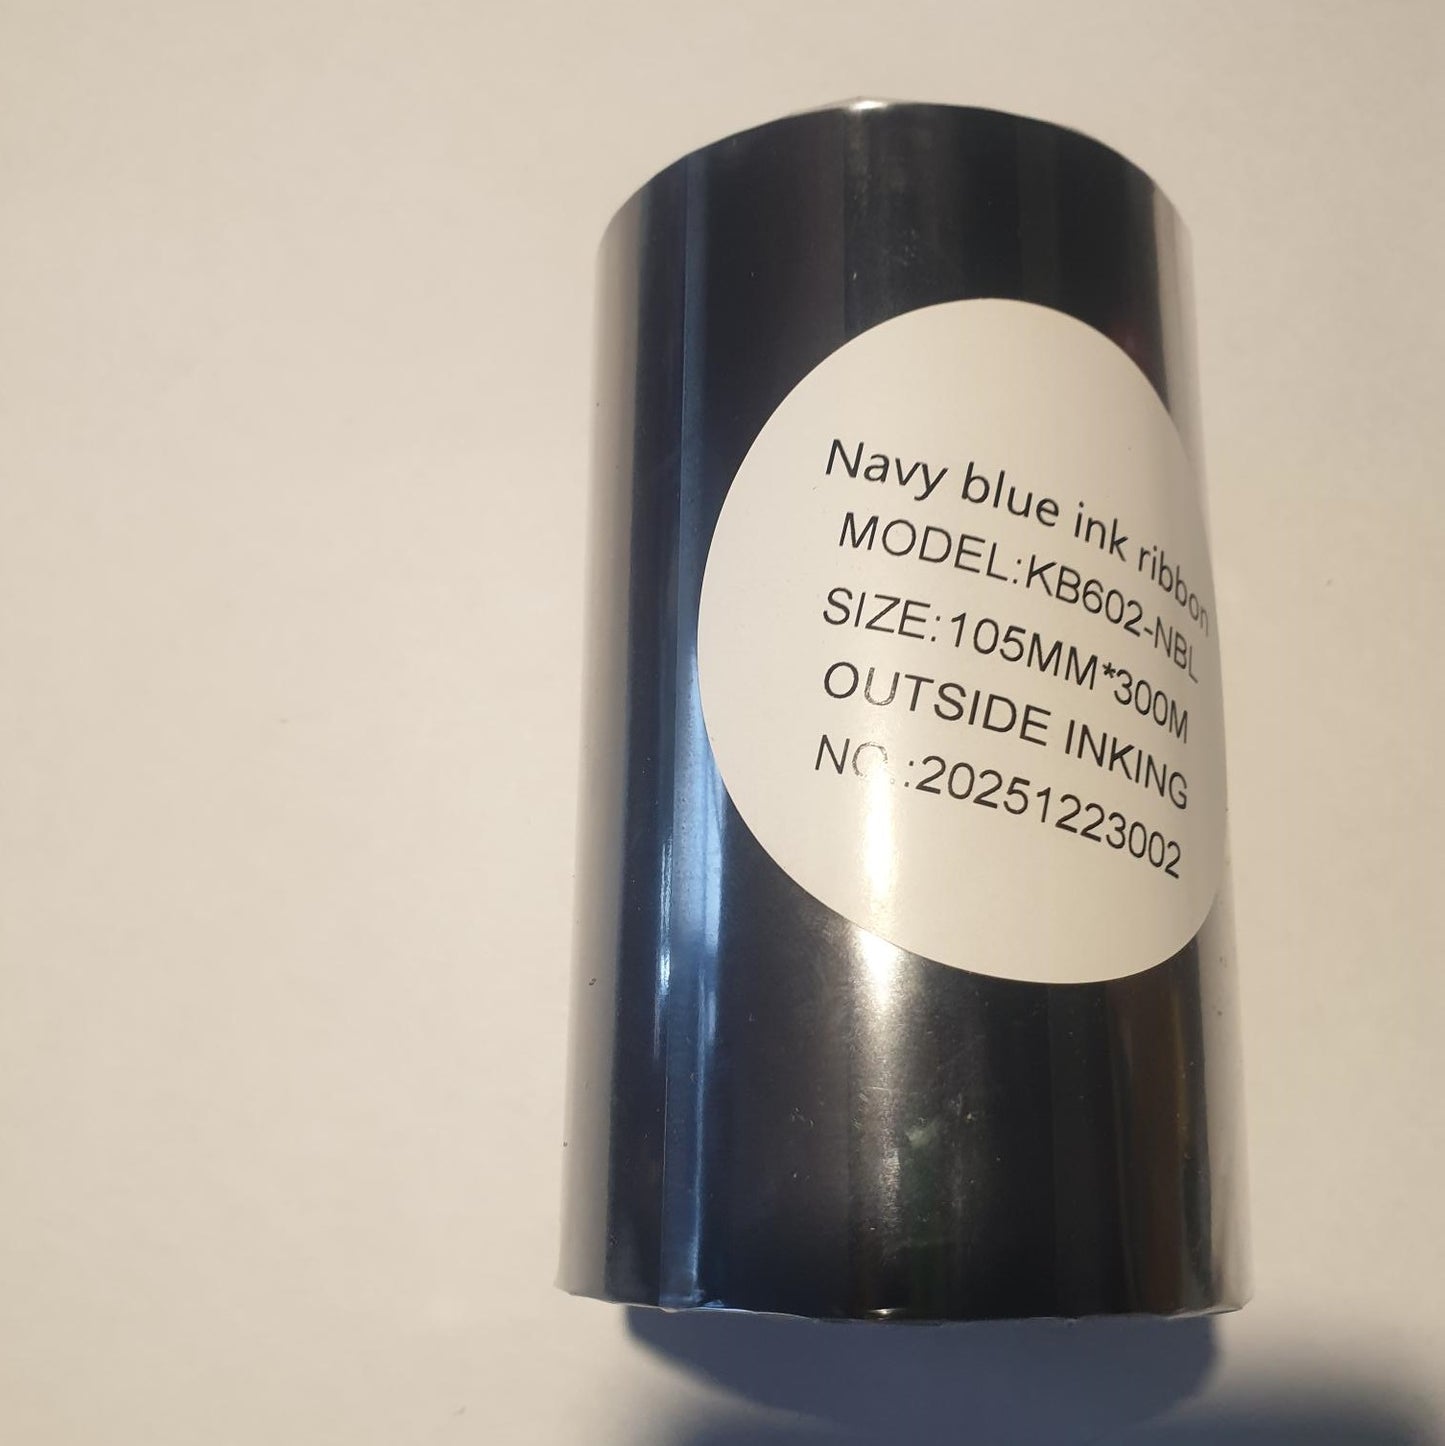 Navy blue ink ribbon
MODEL:KB602-NBL
SIZE:105MM*300M
OUTSIDE INKING
NO.:20251223002